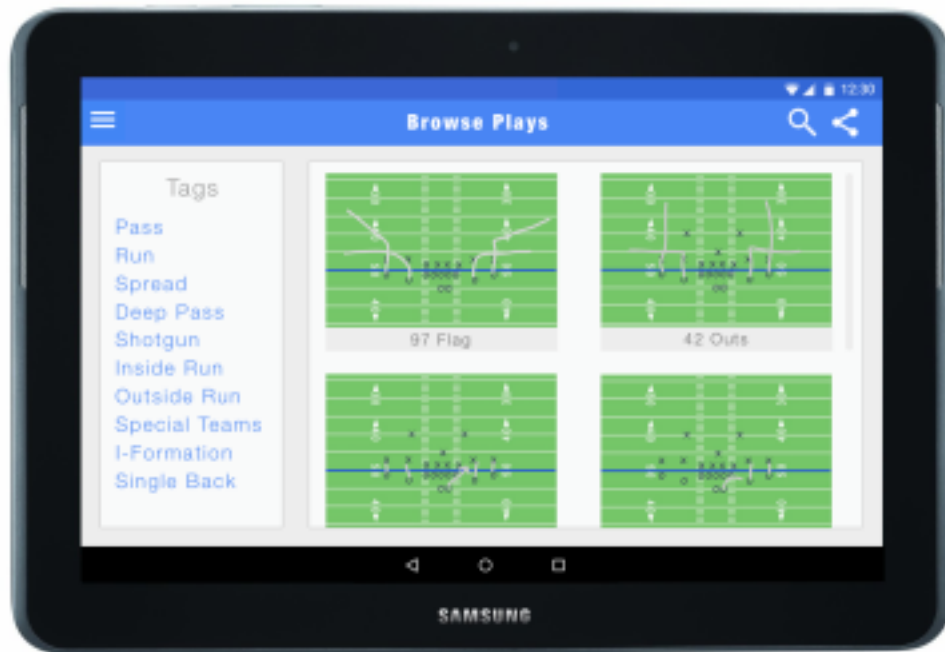 12:30
Browse Plays
Tags
Pass
Run
Spread
Deep Pass
Shotgun
Inside Run
Outside Run
Special Teams
I-Formation
Single Back
97 Flag
42 Outs
SAMSUNG